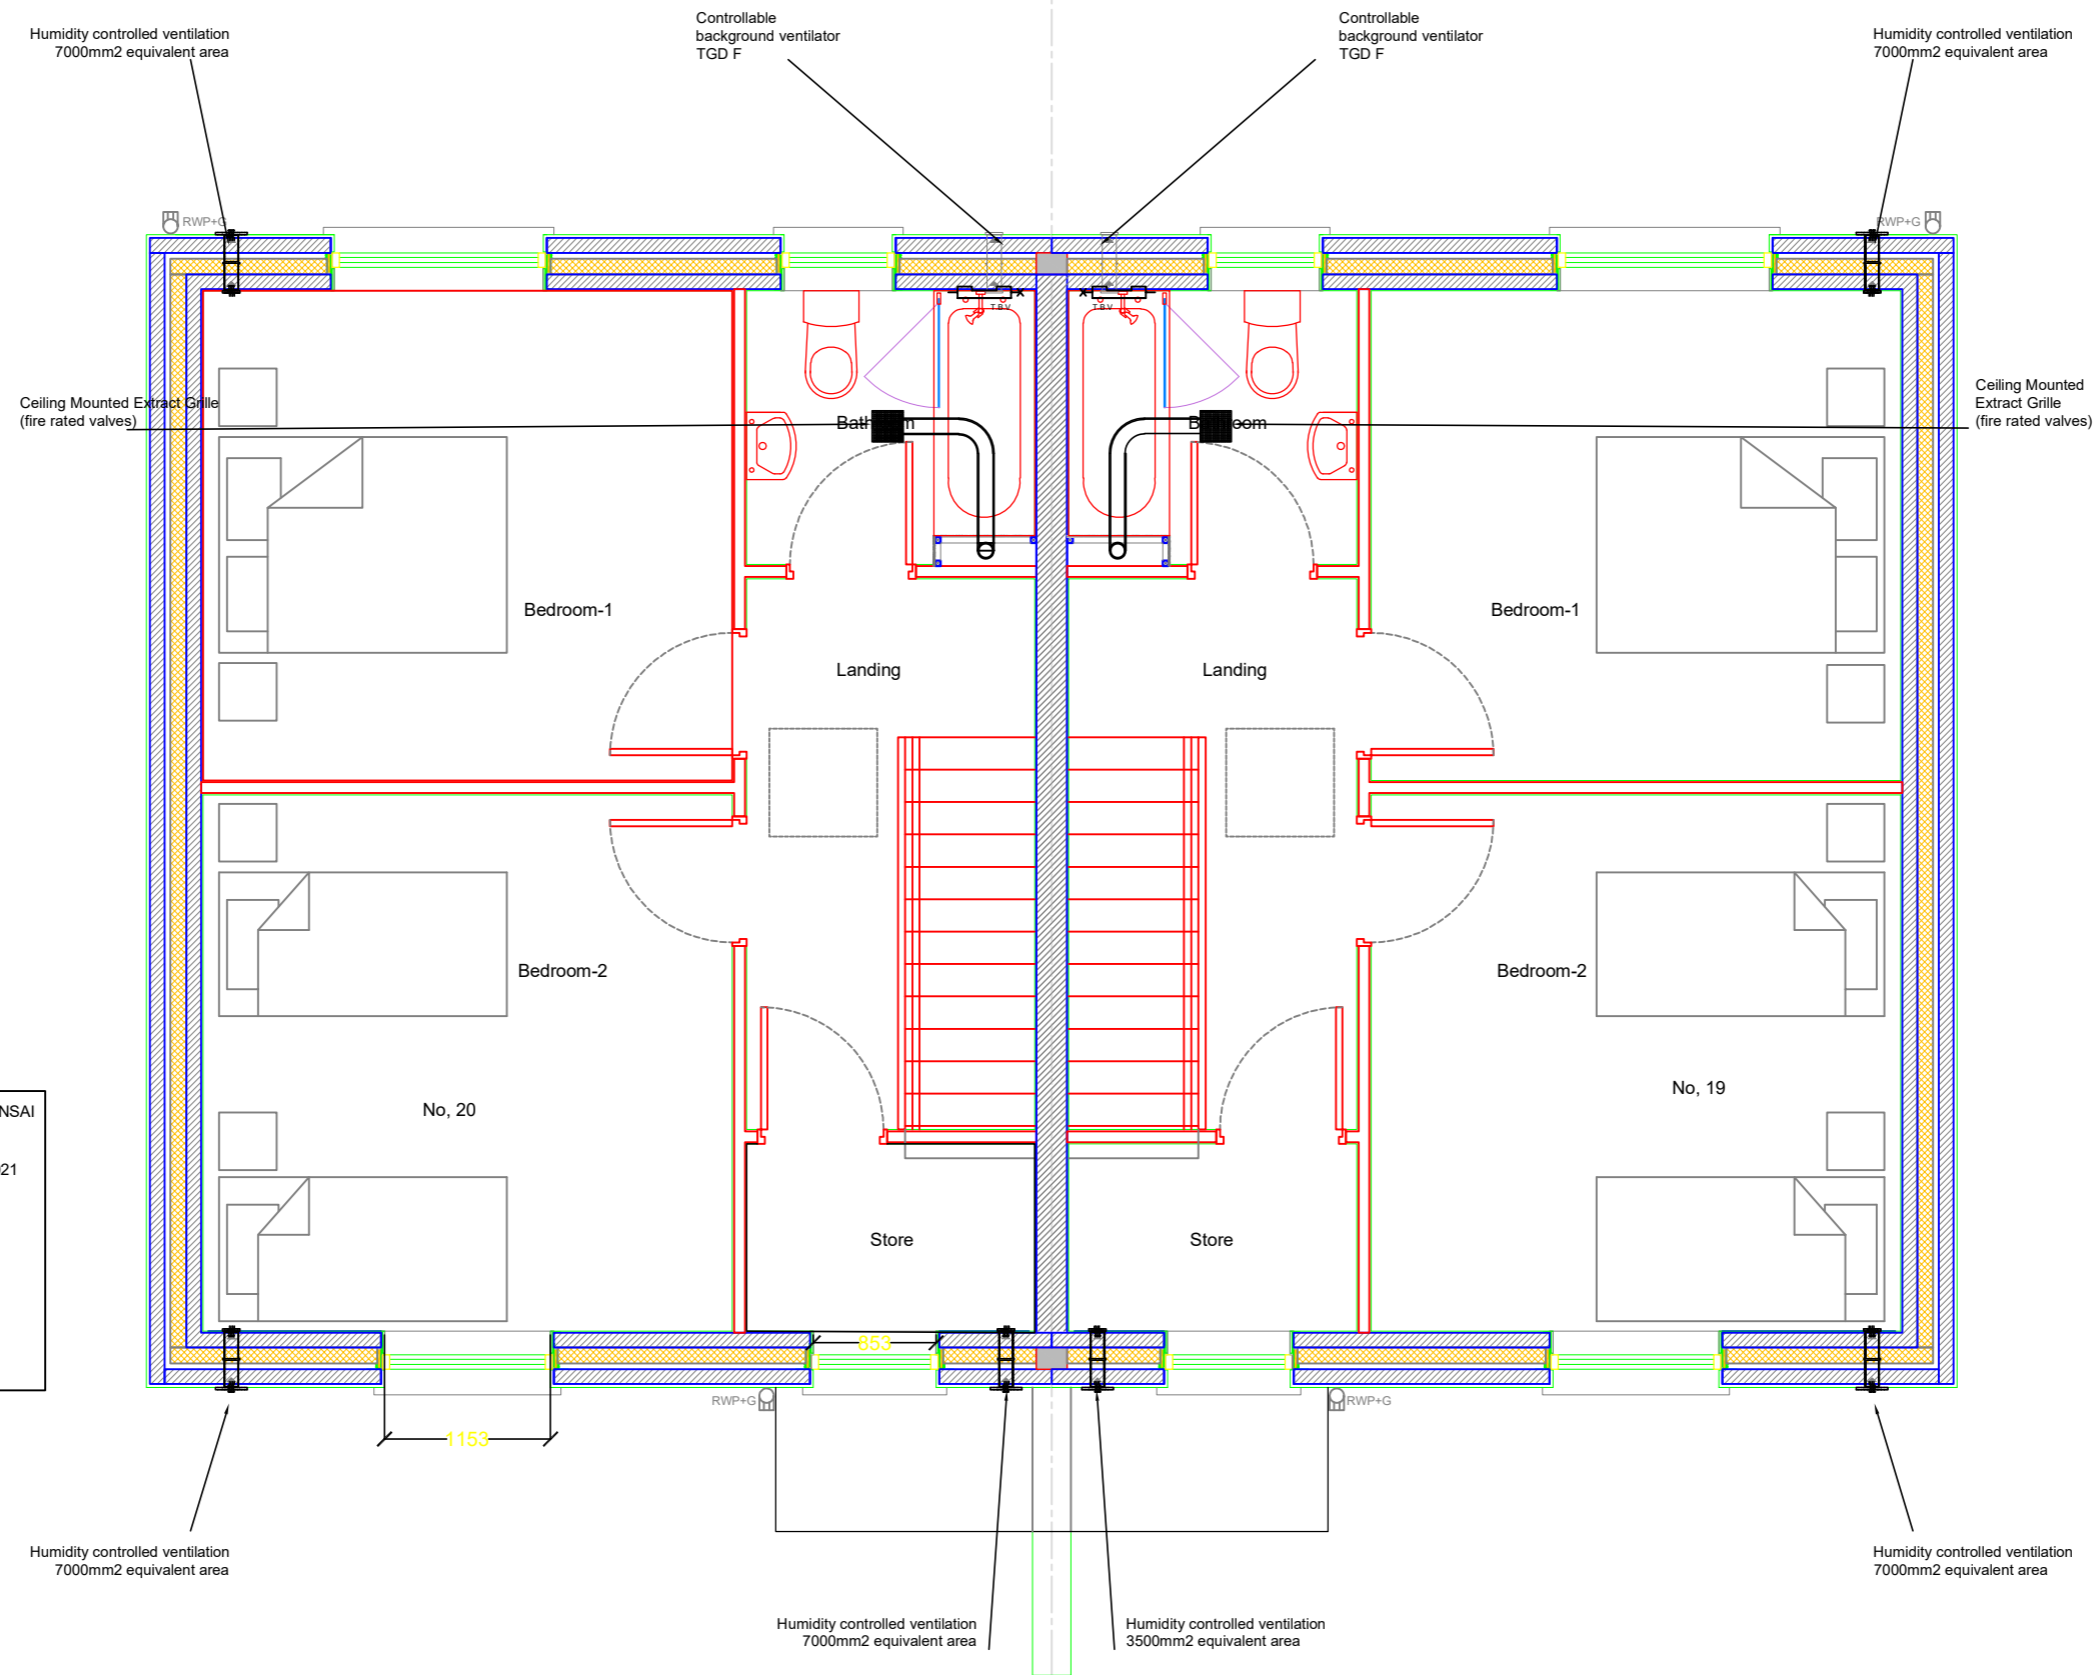 Controllable
background ventilator
TGD F
Controllable
background ventilator
TGD F
Humidity controlled ventilation
7000mm2 equivalent area
Humidity controlled ventilation
7000mm2 equivalent area
RWP+G
RWP+G
T B V
T B V
Ceiling Mounted Extract Grille
(fire rated valves)
Ceiling Mounted
Extract Grille
(fire rated valves)
Bedroom-1
Bedroom-1
Landing
Landing
Bedroom-2
Bedroom-2
No, 20
No, 19
NSAI
21
Store
Store
853
RWP+G
RWP+G
1153
Humidity controlled ventilation
7000mm2 equivalent area
Humidity controlled ventilation
7000mm2 equivalent area
Humidity controlled ventilation
7000mm2 equivalent area
Humidity controlled ventilation
3500mm2 equivalent area